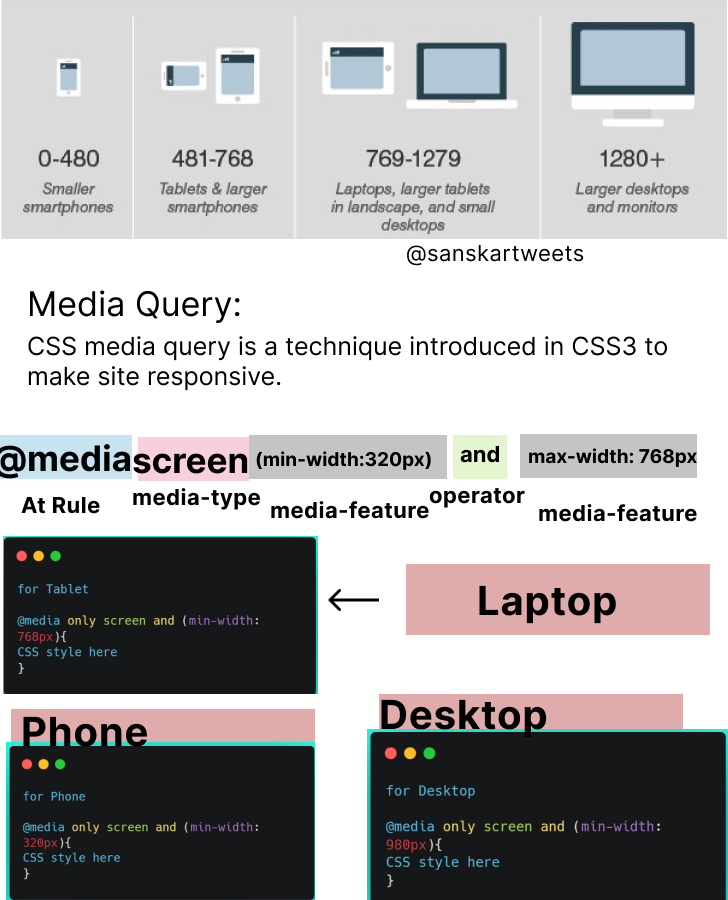 0-480
Smaller
smartphones
481-768
Tablets & larger
smartphones
769-1279
Laptops, larger tablets
in landscape, and small
desktops
1280+
Larger desktops
and monitors
@sanskartweets
Media Query:
CSS media query is a technique introduced in CSS3 to
make site responsive.
@media screen (min-width:320px) and max-width: 768px
At Rule media-type media-feature operator media-feature
for Tablet
@media only screen and (min-width:
768px){
CSS style here
}
Laptop
Phone
for Phone
@media only screen and (min-width:
320px){
CSS style here
}
Desktop
for Desktop
@media only screen and (min-width:
980px){
CSS style here
}